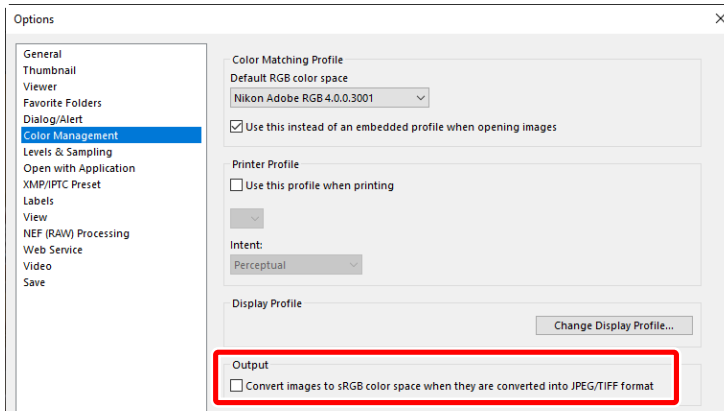 Options
General
Thumbnail
Viewer
Favorite Folders
Dialog/Alert
Color Management
Levels & Sampling
Open with Application
XMP/IPTC Preset
Labels
View
NEF (RAW) Processing
Web Service
Video
Save
Color Matching Profile
Default RGB color space
Nikon Adobe RGB 4.0.0.3001
Use this instead of an embedded profile when opening images
Printer Profile
Use this profile when printing
Intent:
Perceptual
Display Profile
Change Display Profile...
Output
Convert images to sRGB color space when they are converted into JPEG/TIFF format